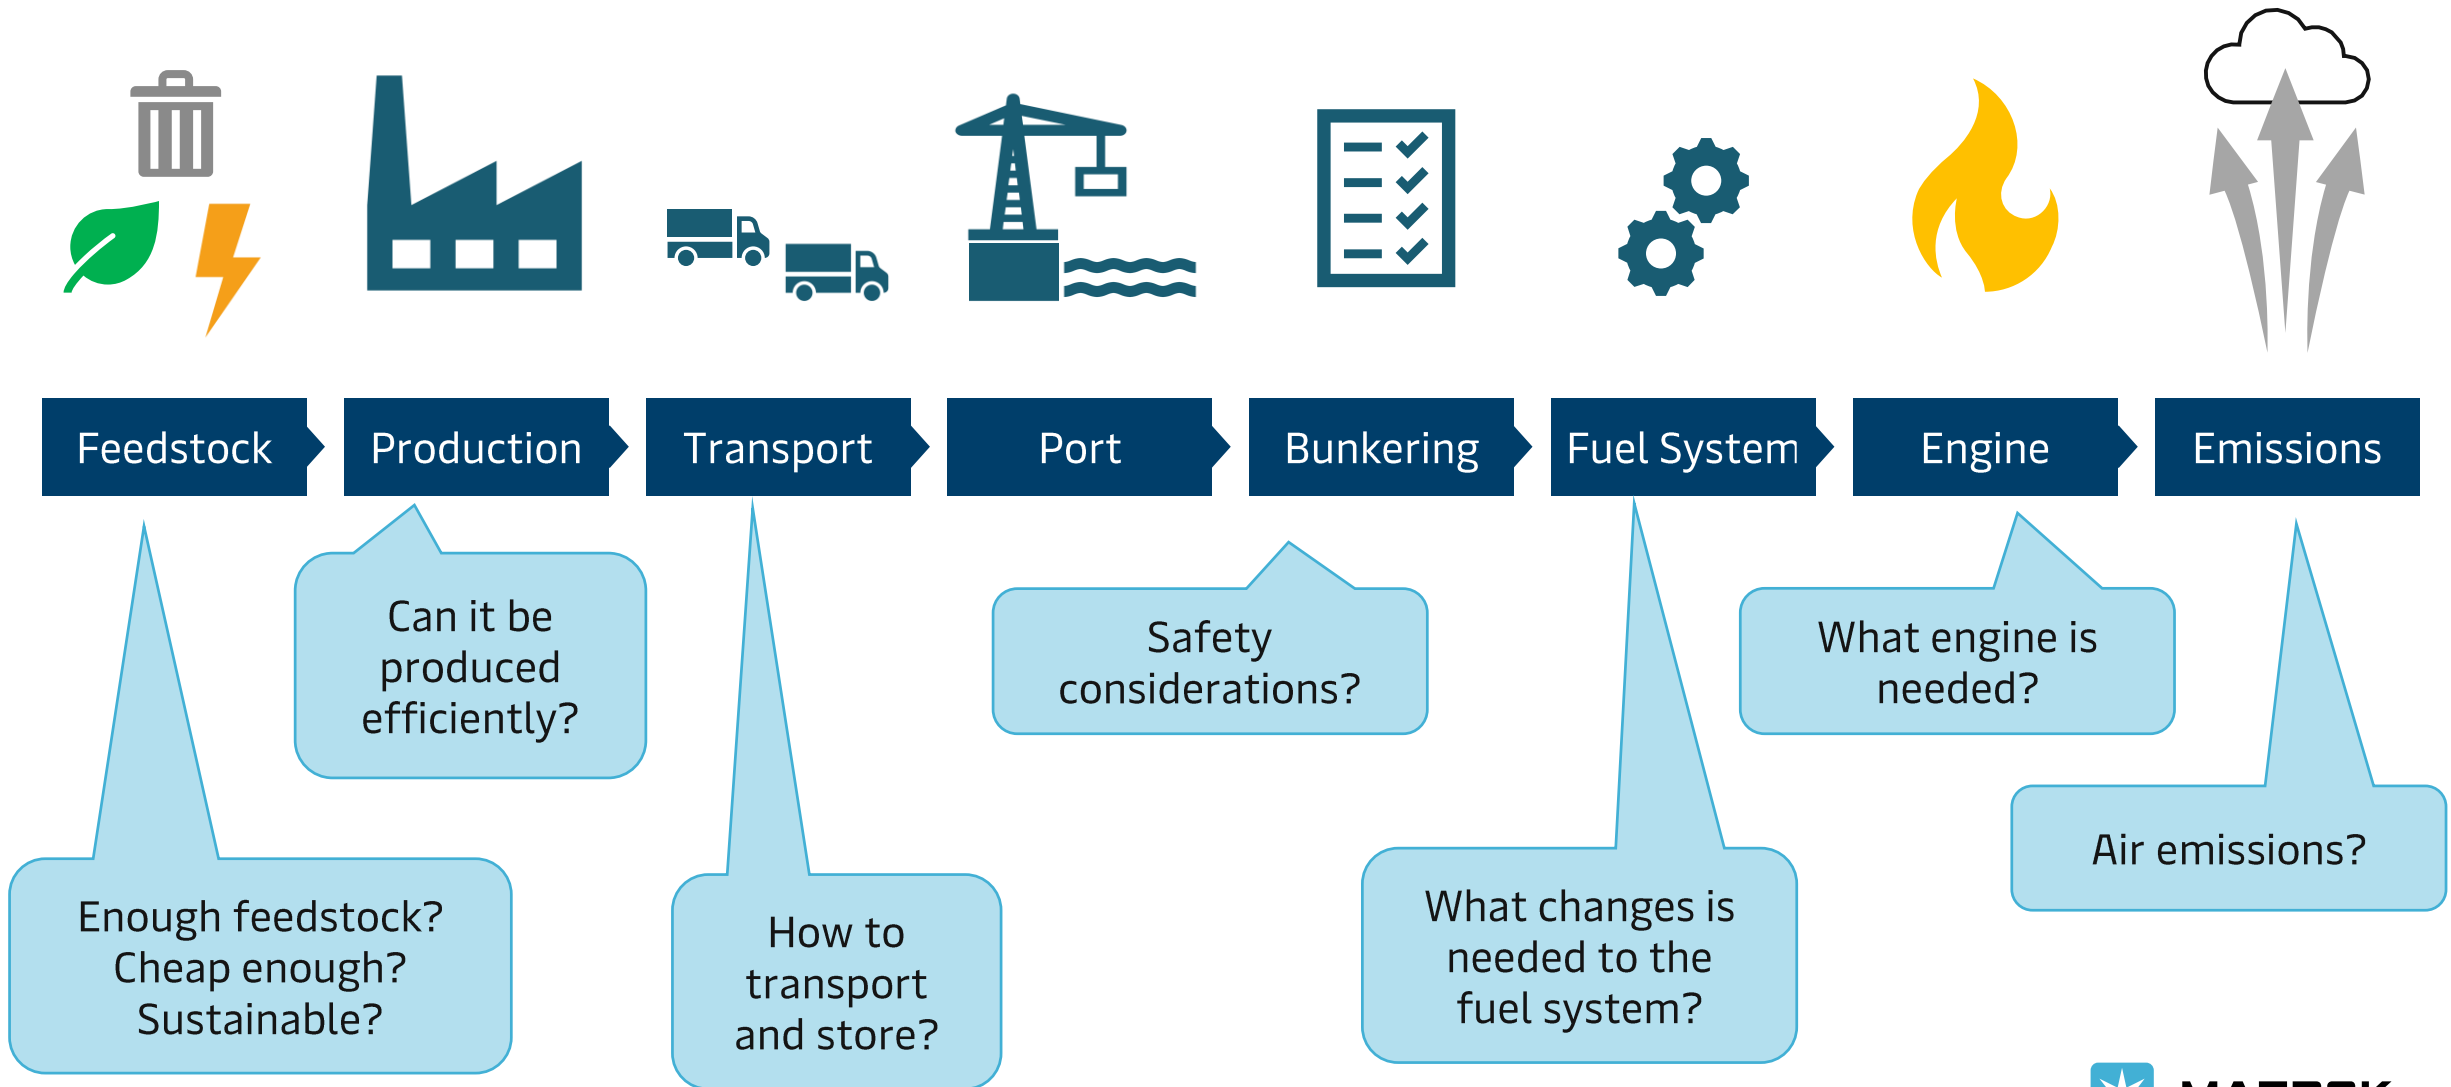 Feedstock
Production
Transport
Port
Bunkering
Fuel System
Engine
Emissions
Can it be
produced
efficiently?
Safety
considerations?
What engine is
needed?
Air emissions?
Enough feedstock?
Cheap enough?
Sustainable?
How to
transport
and store?
What changes is
needed to the
fuel system?
MAERSK